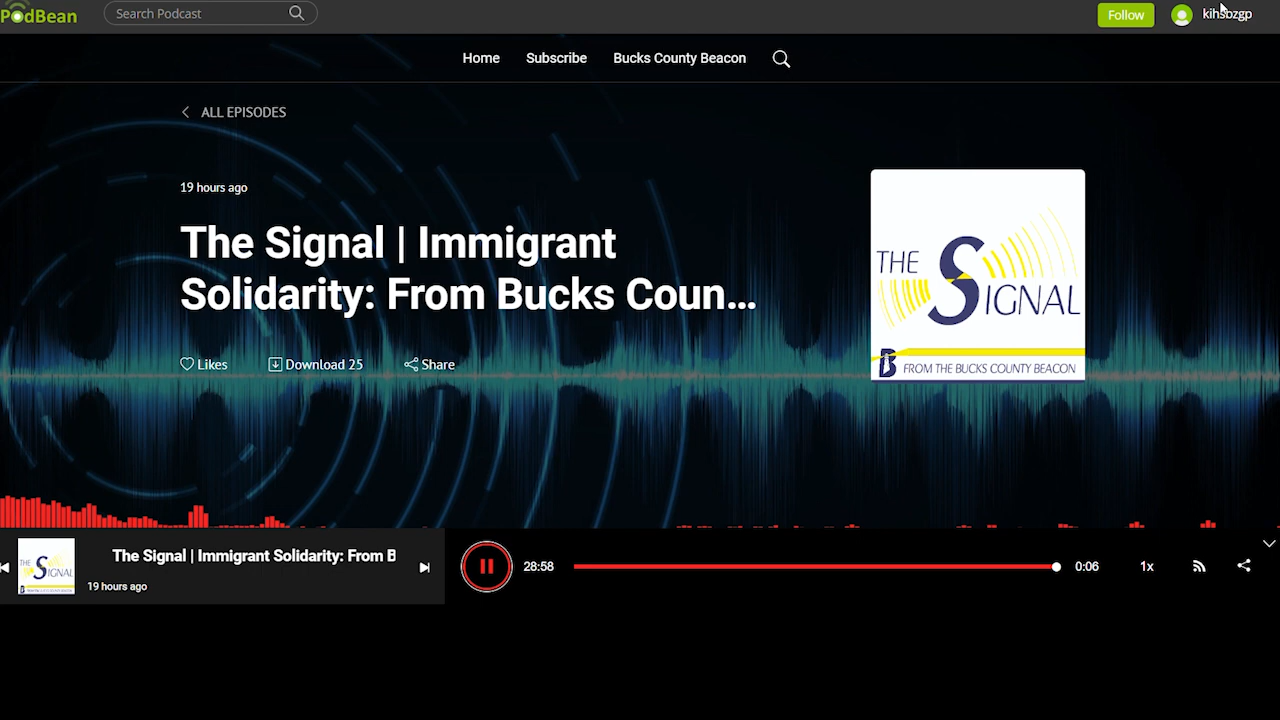 PodBean
Search Podcast
Follow
kihsbzgp
Home
Subscribe
Bucks County Beacon
ALL EPISODES
19 hours ago
The Signal | Immigrant
Solidarity: From Bucks Coun...
Likes
Download 25
Share
THE
SIGNAL
B FROM THE BUCKS COUNTY BEACON
THE
SIGNAL
The Signal | Immigrant Solidarity: From B
19 hours ago
28:58
0:06
1x